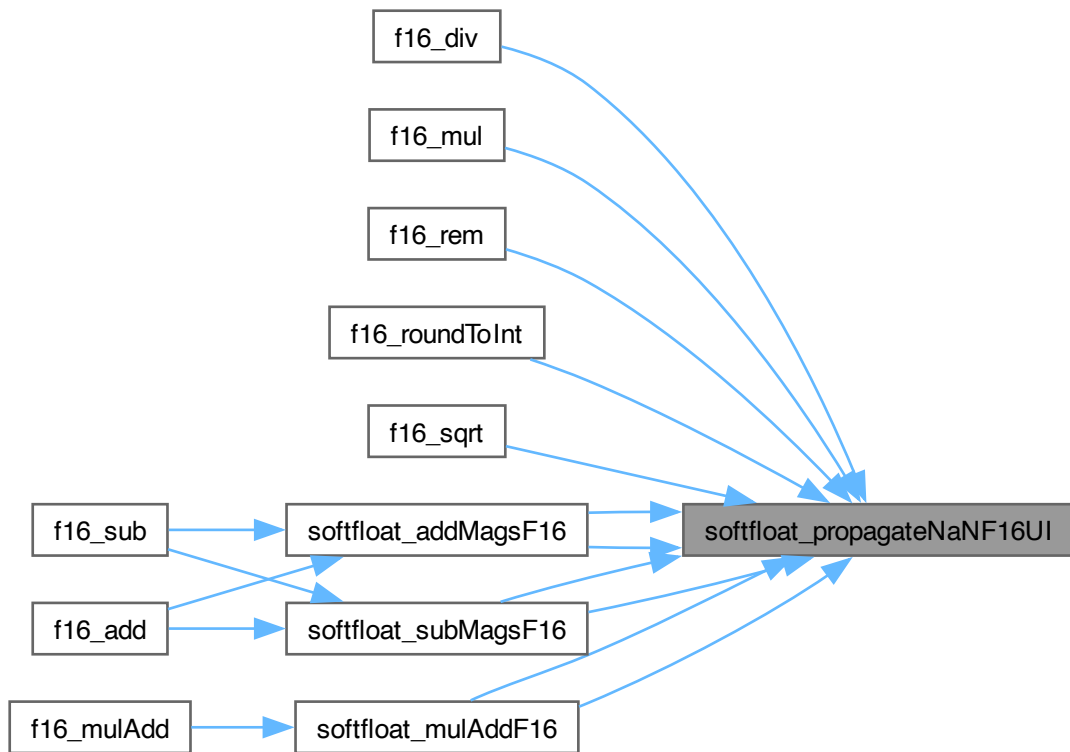 f16_div
f16_mul
f16_rem
f16_roundToInt
f16_sqrt
f16_sub
softfloat_addMagsF16
softfloat_propagateNaNF16UI
f16_add
softfloat_subMagsF16
f16_mulAdd
softfloat_mulAddF16